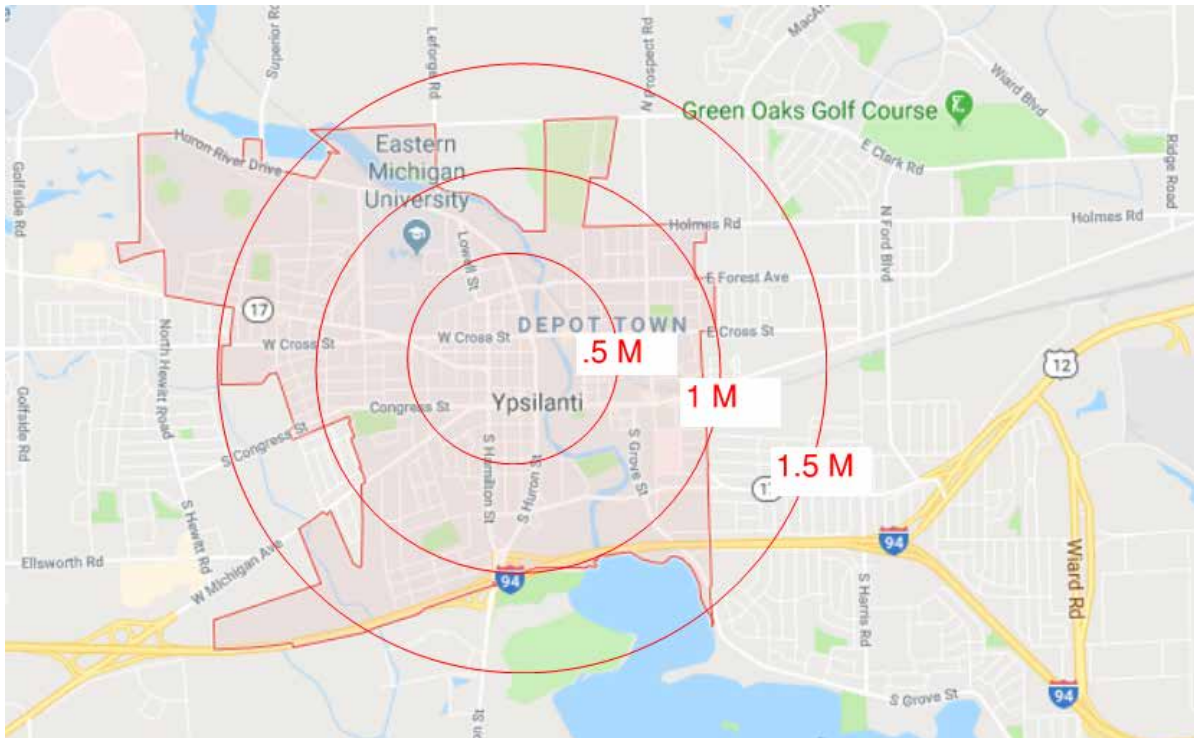 Superior Rd
Leforge Rd
N Prospect Rd
Wiard Blvd
Green Oaks Golf Course
Huron River Drive
Eastern
Michigan
University
E Clark Rd
Ridge Road
Golfside Rd
Lowell St
Holmes Rd
N Ford Blvd
Holmes Rd
E Forest Ave
17
W Cross St
W Cross St
DEPOT TOWN
E Cross St
.5 M
12
North Hewitt Road
Golfside Rd
Congress St
Ypsilanti
1 M
S Congress St
S Hamilton St
S Huron St
S Grove St
1.5 M
S Hewitt Rd
Ellsworth Rd
W Michigan Ave
94
94
Wiard Rd
S Harris Rd
S Grove St
94